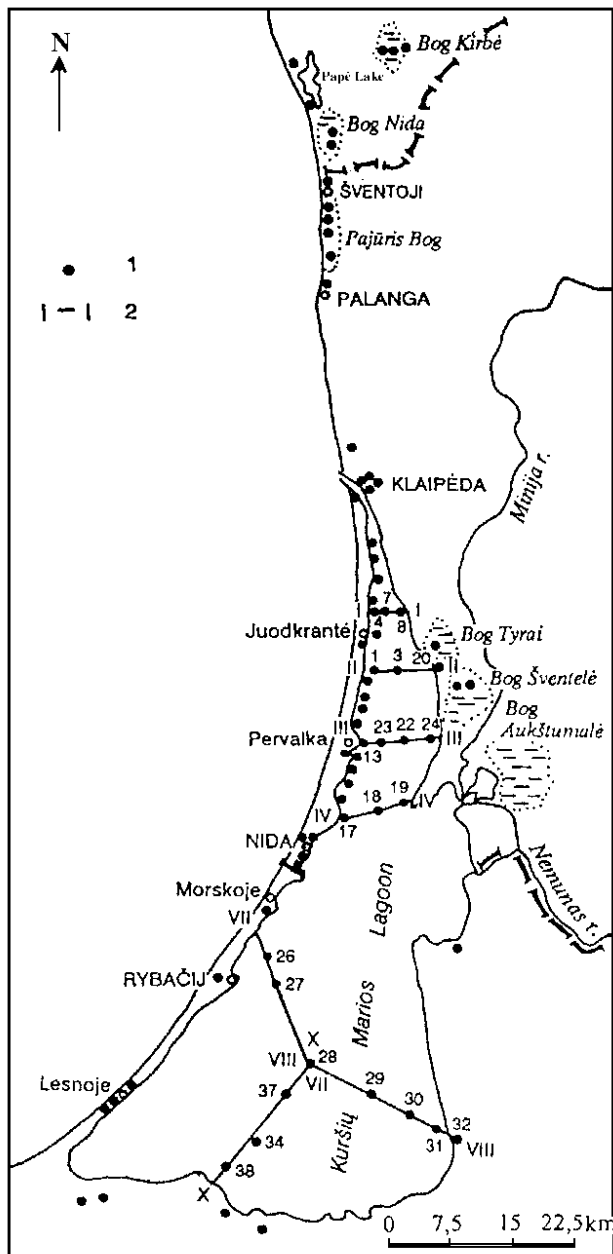 N
Bog Kirbė
Papė Lake
Bog Nida
ŠVENTOJI
1
Pajūris Bog
2
PALANGA
Minija r.
KLAIPĖDA
I 7 I
4 8
Juodkrantė
Bog Tyrai
II 1 3 20 II
Bog Šventelė
Bog
Aukštumalė
III 23 22 24 III
Pervalka
13
IV 18 19 IV
17
NIDA
Morskoje
VII
Lagoon
Nemunas r.
26
RYBAČIJ
27
Marios
X
VIII 28
VII
Lesnoje
37 29
30
32
34 31 VIII
Kuršių
38
X
0 7,5 15 22,5km